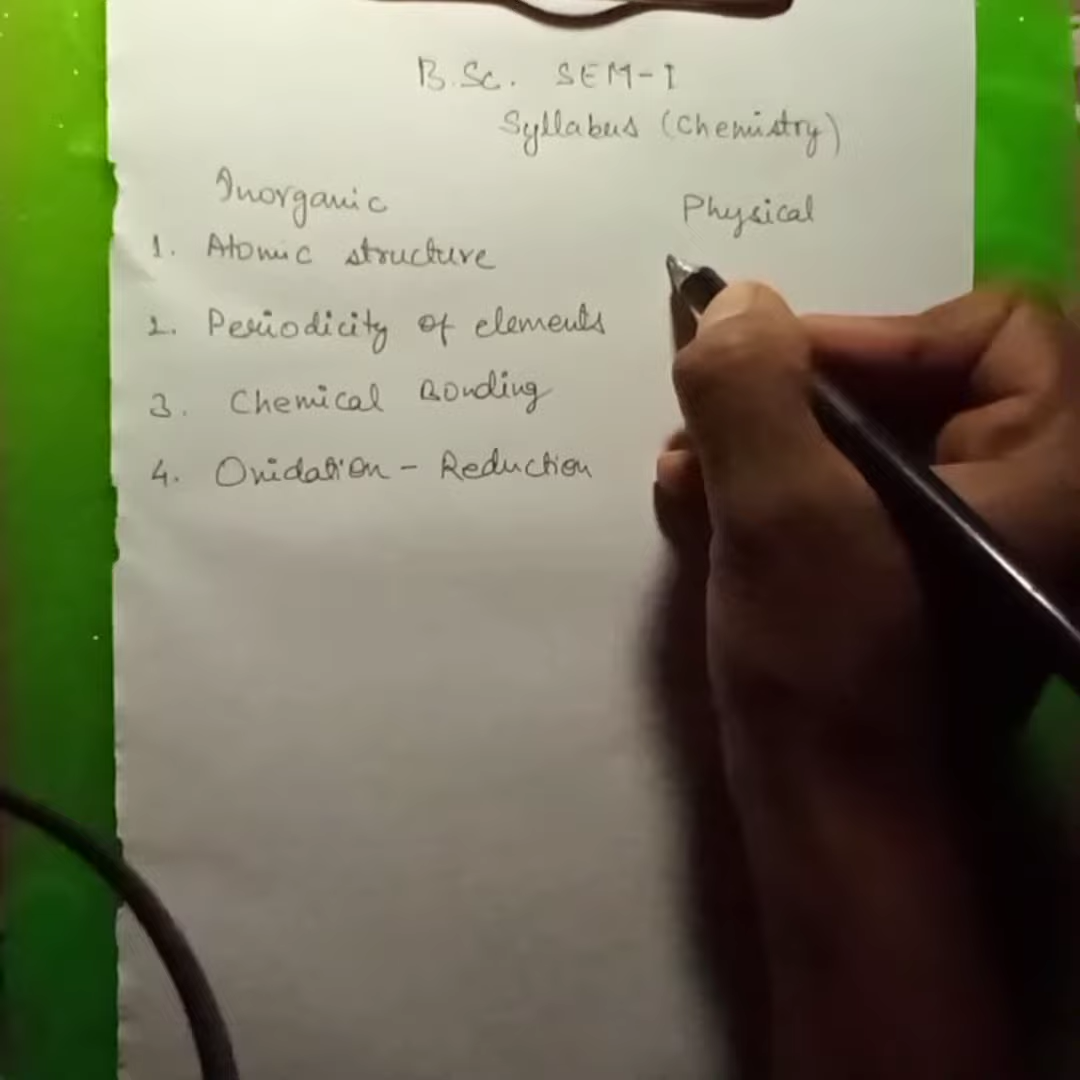 B.Sc. SEM-I
Syllabus (Chemistry)
Inorganic
1. Atomic structure
2. Periodicity of elements
3. Chemical Bonding
4. Oxidation - Reduction
Physical